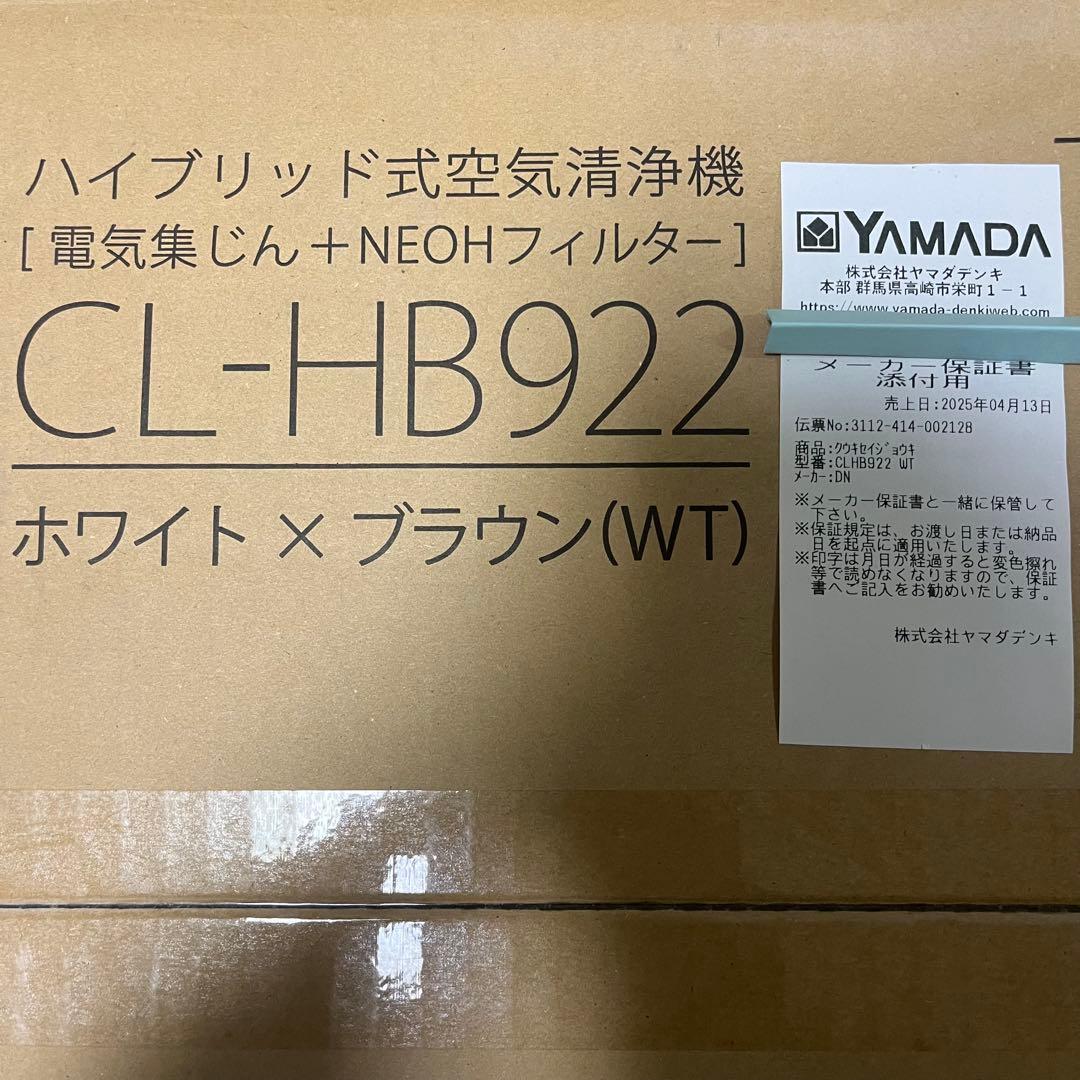 ハイブリッド式空気清浄機
[ 電気集じん＋NEOHフィルター ]
CL-HB922
ホワイト × ブラウン(WT)
YAMADA
株式会社ヤマダデンキ
本部 群馬県高崎市栄町１－１
https://www.yamada-denkiweb.com
メーカー保証書
添付用
売上日:2025年04月13日
伝票No:3112-414-002128
商品:ｸｳｷｾｲｼﾞｮｳｷ
型番:CLHB922 WT
ﾒｰｶｰ:DN
※メーカー保証書と一緒に保管して
下さい。
※保証規定は、お渡し日または納品
日を起点に適用いたします。
※印字は月日が経過すると変色擦れ
等で読めなくなりますので、保証
書へご記入をお勧めいたします。
株式会社ヤマダデンキ